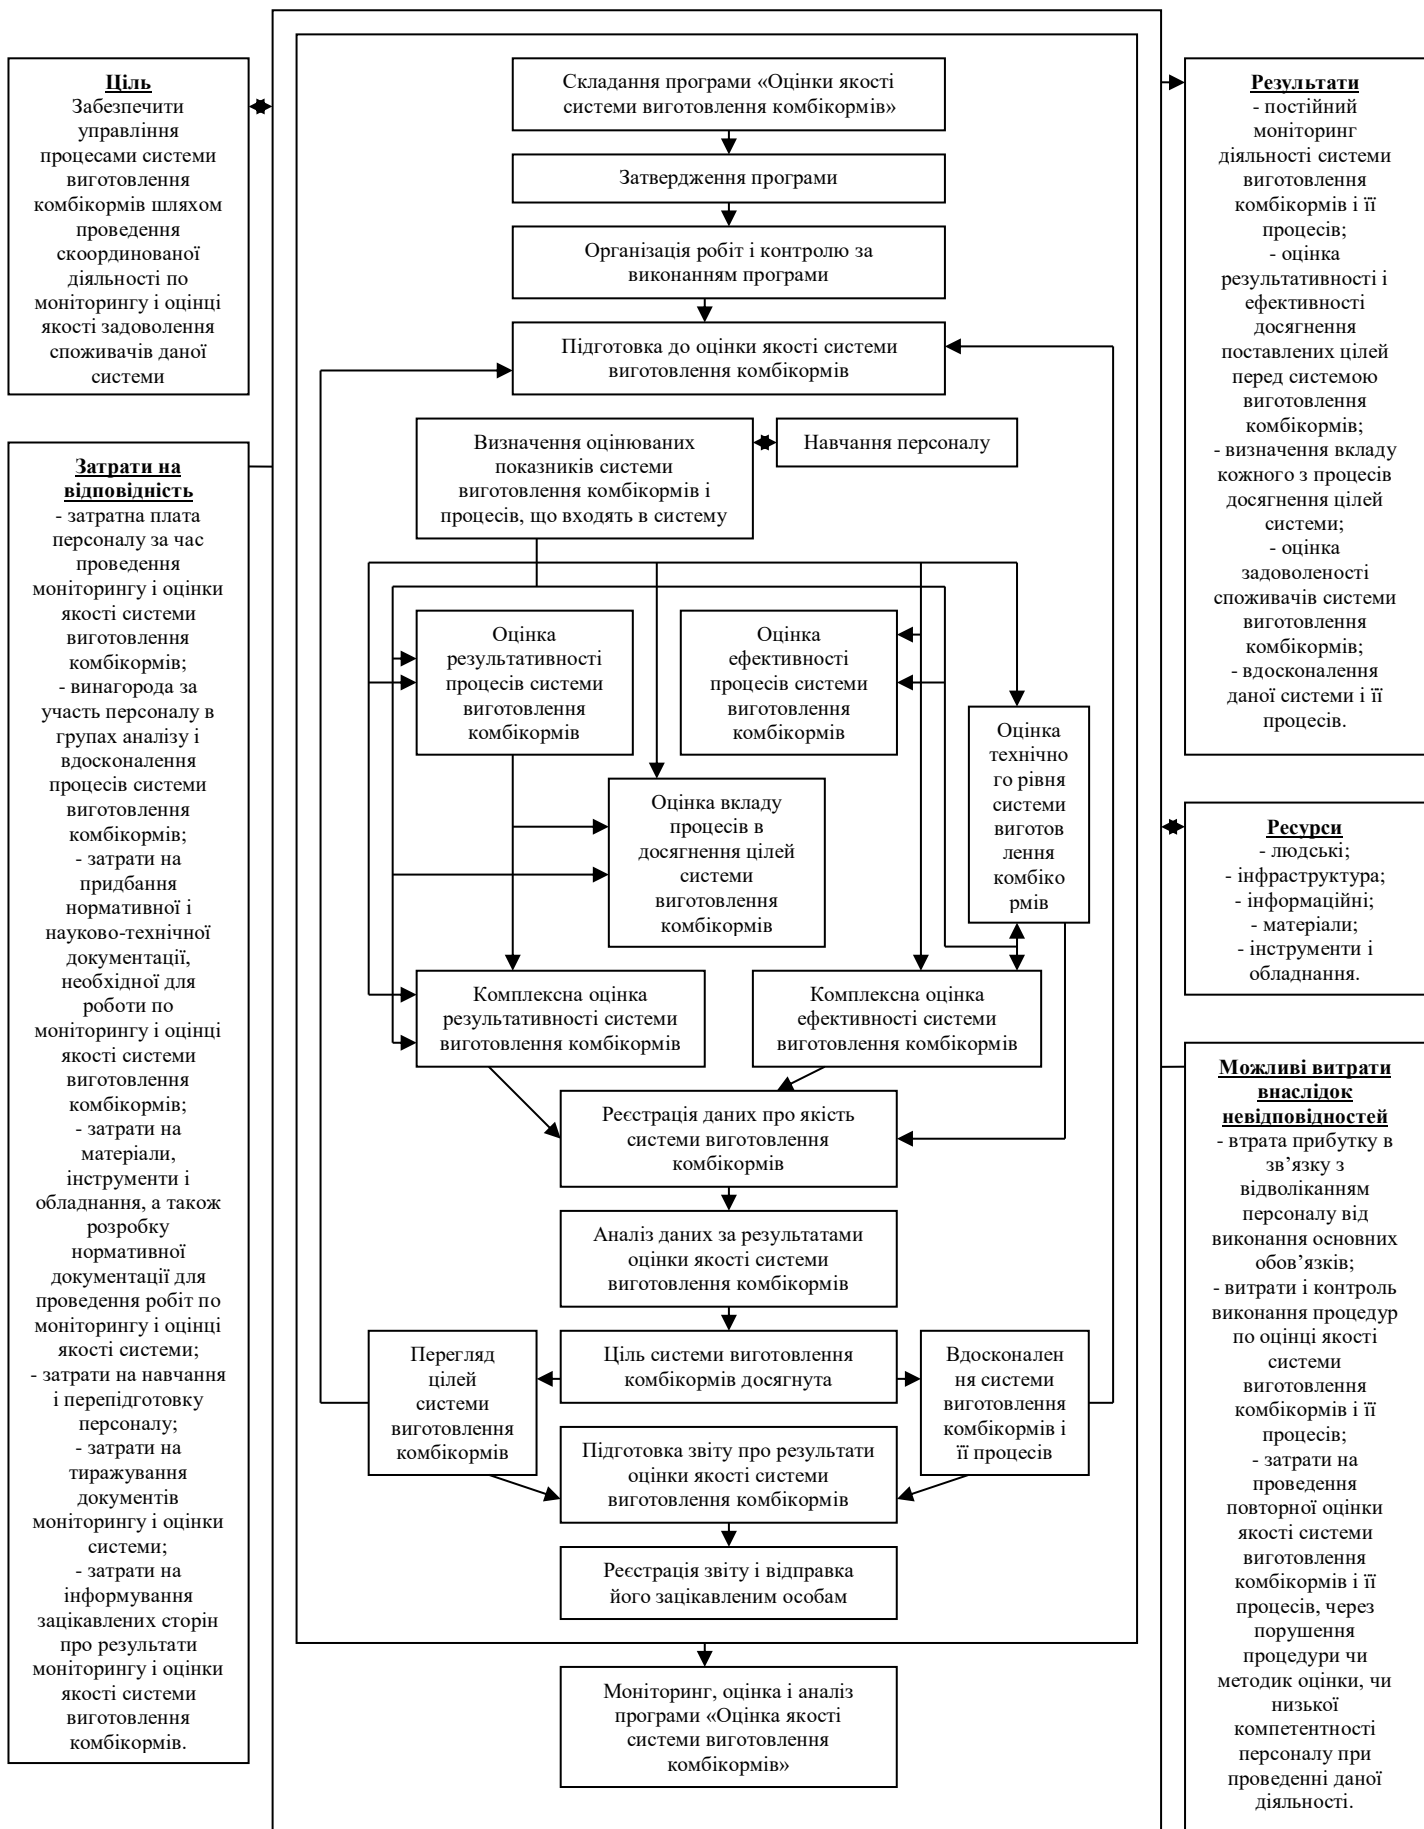 Ціль
Забезпечити
управління
процесами системи
виготовлення
комбікормів шляхом
проведення
скоординованої
діяльності по
моніторингу і оцінці
якості задоволення
споживачів даної
системи
Затрати на
відповідність
- затратна плата
персоналу за час
проведення
моніторингу і оцінки
якості системи
виготовлення
комбікормів;
- винагорода за
участь персоналу в
групах аналізу і
вдосконалення
процесів системи
виготовлення
комбікормів;
- затрати на
придбання
нормативної і
науково-технічної
документації,
необхідної для
роботи по
моніторингу і оцінці
якості системи
виготовлення
комбікормів;
- затрати на
матеріали,
інструменти і
обладнання, а також
розробку
нормативної
документації для
проведення робіт по
моніторингу і оцінці
якості системи;
- затрати на навчання
і перепідготовку
персоналу;
- затрати на
тиражування
документів
моніторингу і оцінки
системи;
- затрати на
інформування
зацікавлених сторін
про результати
моніторингу і оцінки
якості системи
виготовлення
комбікормів.
Складання програми «Оцінки якості
системи виготовлення комбікормів»
Затвердження програми
Організація робіт і контролю за
виконанням програми
Підготовка до оцінки якості системи
виготовлення комбікормів
Визначення оцінюваних
показників системи
виготовлення комбікормів і
процесів, що входять в систему
Навчання персоналу
Оцінка
результативності
процесів системи
виготовлення
комбікормів
Оцінка
ефективності
процесів системи
виготовлення
комбікормів
Оцінка
технічно
го рівня
системи
виготов
лення
комбіко
рмів
Оцінка вкладу
процесів в
досягнення цілей
системи
виготовлення
комбікормів
Комплексна оцінка
результативності системи
виготовлення комбікормів
Комплексна оцінка
ефективності системи
виготовлення комбікормів
Реєстрація даних про якість
системи виготовлення
комбікормів
Аналіз даних за результатами
оцінки якості системи
виготовлення комбікормів
Перегляд
цілей
системи
виготовлення
комбікормів
Ціль системи виготовлення
комбікормів досягнута
Вдосконален
ня системи
виготовлення
комбікормів і
її процесів
Підготовка звіту про результати
оцінки якості системи
виготовлення комбікормів
Реєстрація звіту і відправка
його зацікавленим особам
Моніторинг, оцінка і аналіз
програми «Оцінка якості
системи виготовлення
комбікормів»
Результати
- постійний
моніторинг
діяльності системи
виготовлення
комбікормів і її
процесів;
- оцінка
результативності і
ефективності
досягнення
поставлених цілей
перед системою
виготовлення
комбікормів;
- визначення вкладу
кожного з процесів
досягнення цілей
системи;
- оцінка
задоволеності
споживачів системи
виготовлення
комбікормів;
- вдосконалення
даної системи і її
процесів.
Ресурси
- людські;
- інфраструктура;
- інформаційні;
- матеріали;
- інструменти і
обладнання.
Можливі витрати
внаслідок
невідповідностей
- втрата прибутку в
зв’язку з
відволіканням
персоналу від
виконання основних
обов’язків;
- витрати і контроль
виконання процедур
по оцінці якості
системи
виготовлення
комбікормів і її
процесів;
- затрати на
проведення
повторної оцінки
якості системи
виготовлення
комбікормів і її
процесів, через
порушення
процедури чи
методик оцінки, чи
низької
компетентності
персоналу при
проведенні даної
діяльності.